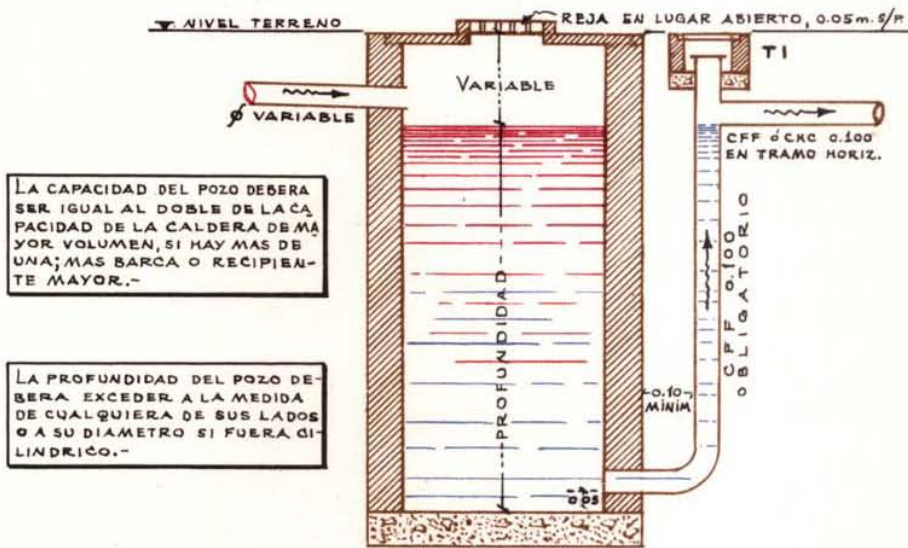 NIVEL TERRENO
REJA EN LUGAR ABIERTO, 0.05m. S/P.
TI
VARIABLE
Ø VARIABLE
CFF ó CHC 0.100
EN TRAMO HORIZ.
LA CAPACIDAD DEL POZO DEBERA
SER IGUAL AL DOBLE DE LA CA
PACIDAD DE LA CALDERA DE MA
YOR VOLUMEN, SI HAY MAS DE
UNA; MAS BARCA O RECIPIEN-
TE MAYOR.-
PROFUNDIDAD
CFF 0.100
OBLIGATORIO
LA PROFUNDIDAD DEL POZO DE-
BERA EXCEDER A LA MEDIDA
DE CUALQUIERA DE SUS LADOS
O A SU DIAMETRO SI FUERA CI-
LINDRICO.-
0.10
MÍNIM
0.05